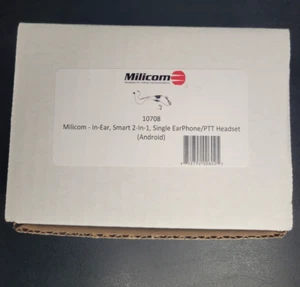 Milicom
10708
Milicom - In-Ear, Smart 2-In-1, Single EarPhone/PTT Headset
(Android)